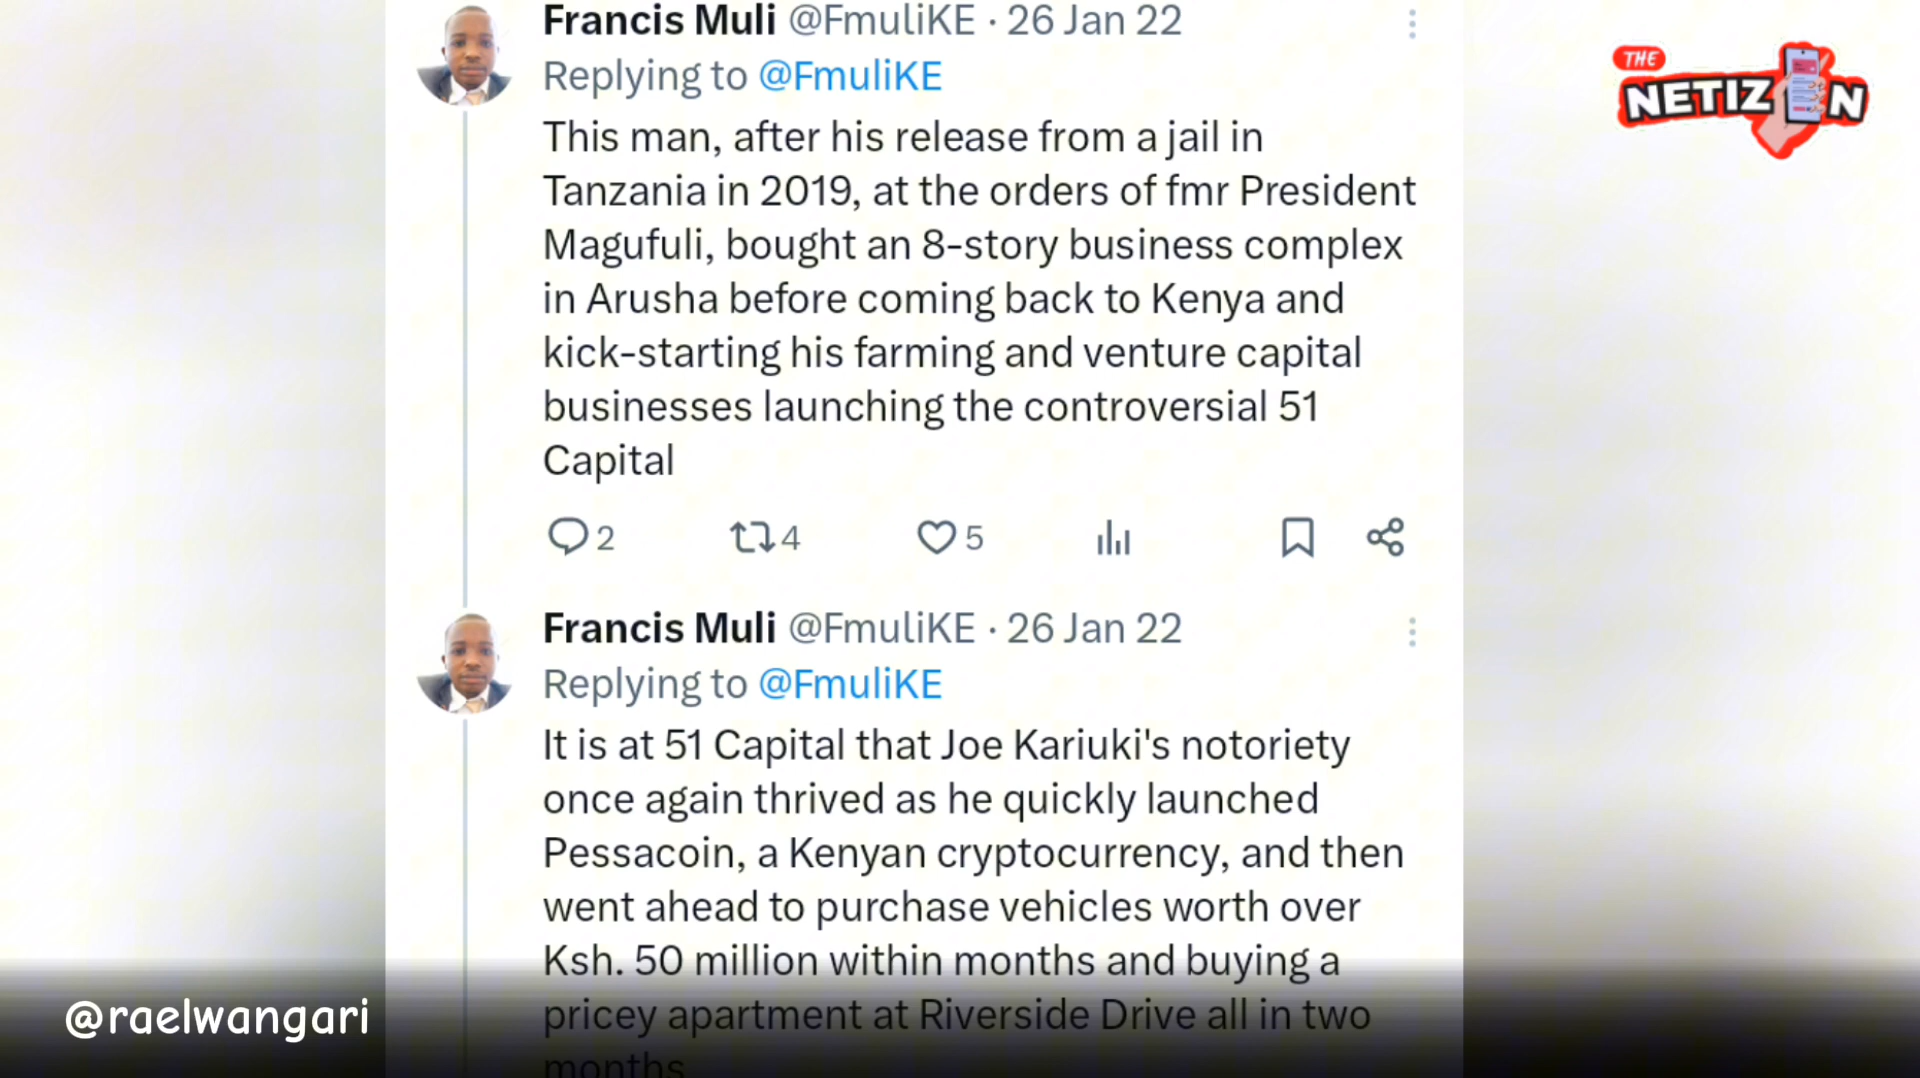 Francis Muli @FmuliKE · 26 Jan 22
Replying to @FmuliKE
This man, after his release from a jail in
Tanzania in 2019, at the orders of fmr President
Magufuli, bought an 8-story business complex
in Arusha before coming back to Kenya and
kick-starting his farming and venture capital
businesses launching the controversial 51
Capital
2 4 5
Francis Muli @FmuliKE · 26 Jan 22
Replying to @FmuliKE
It is at 51 Capital that Joe Kariuki's notoriety
once again thrived as he quickly launched
Pessacoin, a Kenyan cryptocurrency, and then
went ahead to purchase vehicles worth over
Ksh. 50 million within months and buying a
pricey apartment at Riverside Drive all in two
months
THE
NETIZEN
@raelwangari